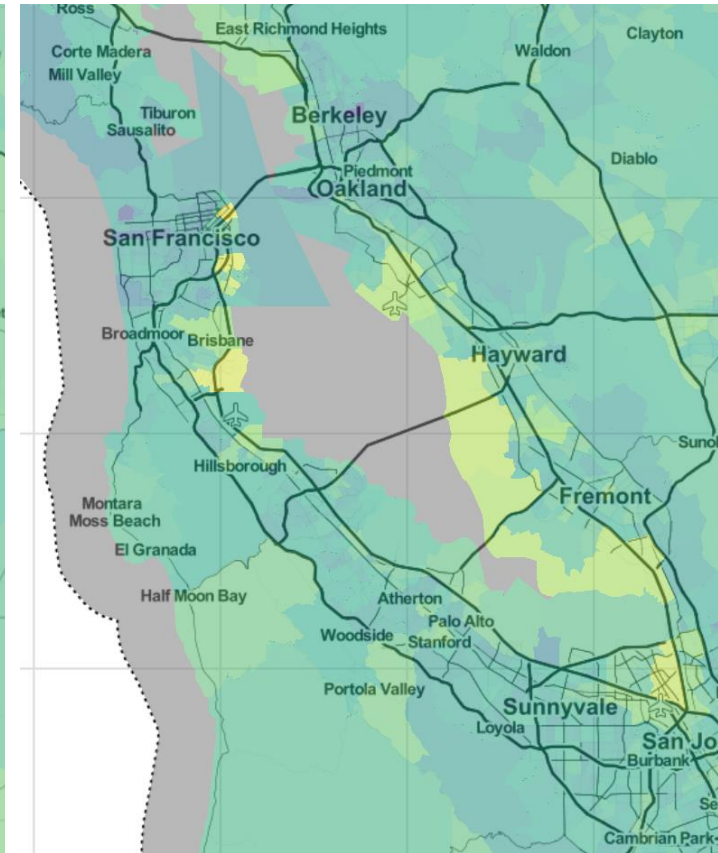 Ross
East Richmond Heights
Clayton
Corte Madera
Waldon
Mill Valley
Tiburon
Berkeley
Sausalito
Diablo
Piedmont
Oakland
San Francisco
Broadmoor
Brisbane
Hayward
Sunol
Hillsborough
Fremont
Montara
Moss Beach
El Granada
Half Moon Bay
Atherton
Palo Alto
Woodside
Stanford
Portola Valley
Sunnyvale
Loyola
San Jo
Burbank
Se
Cambrian Park